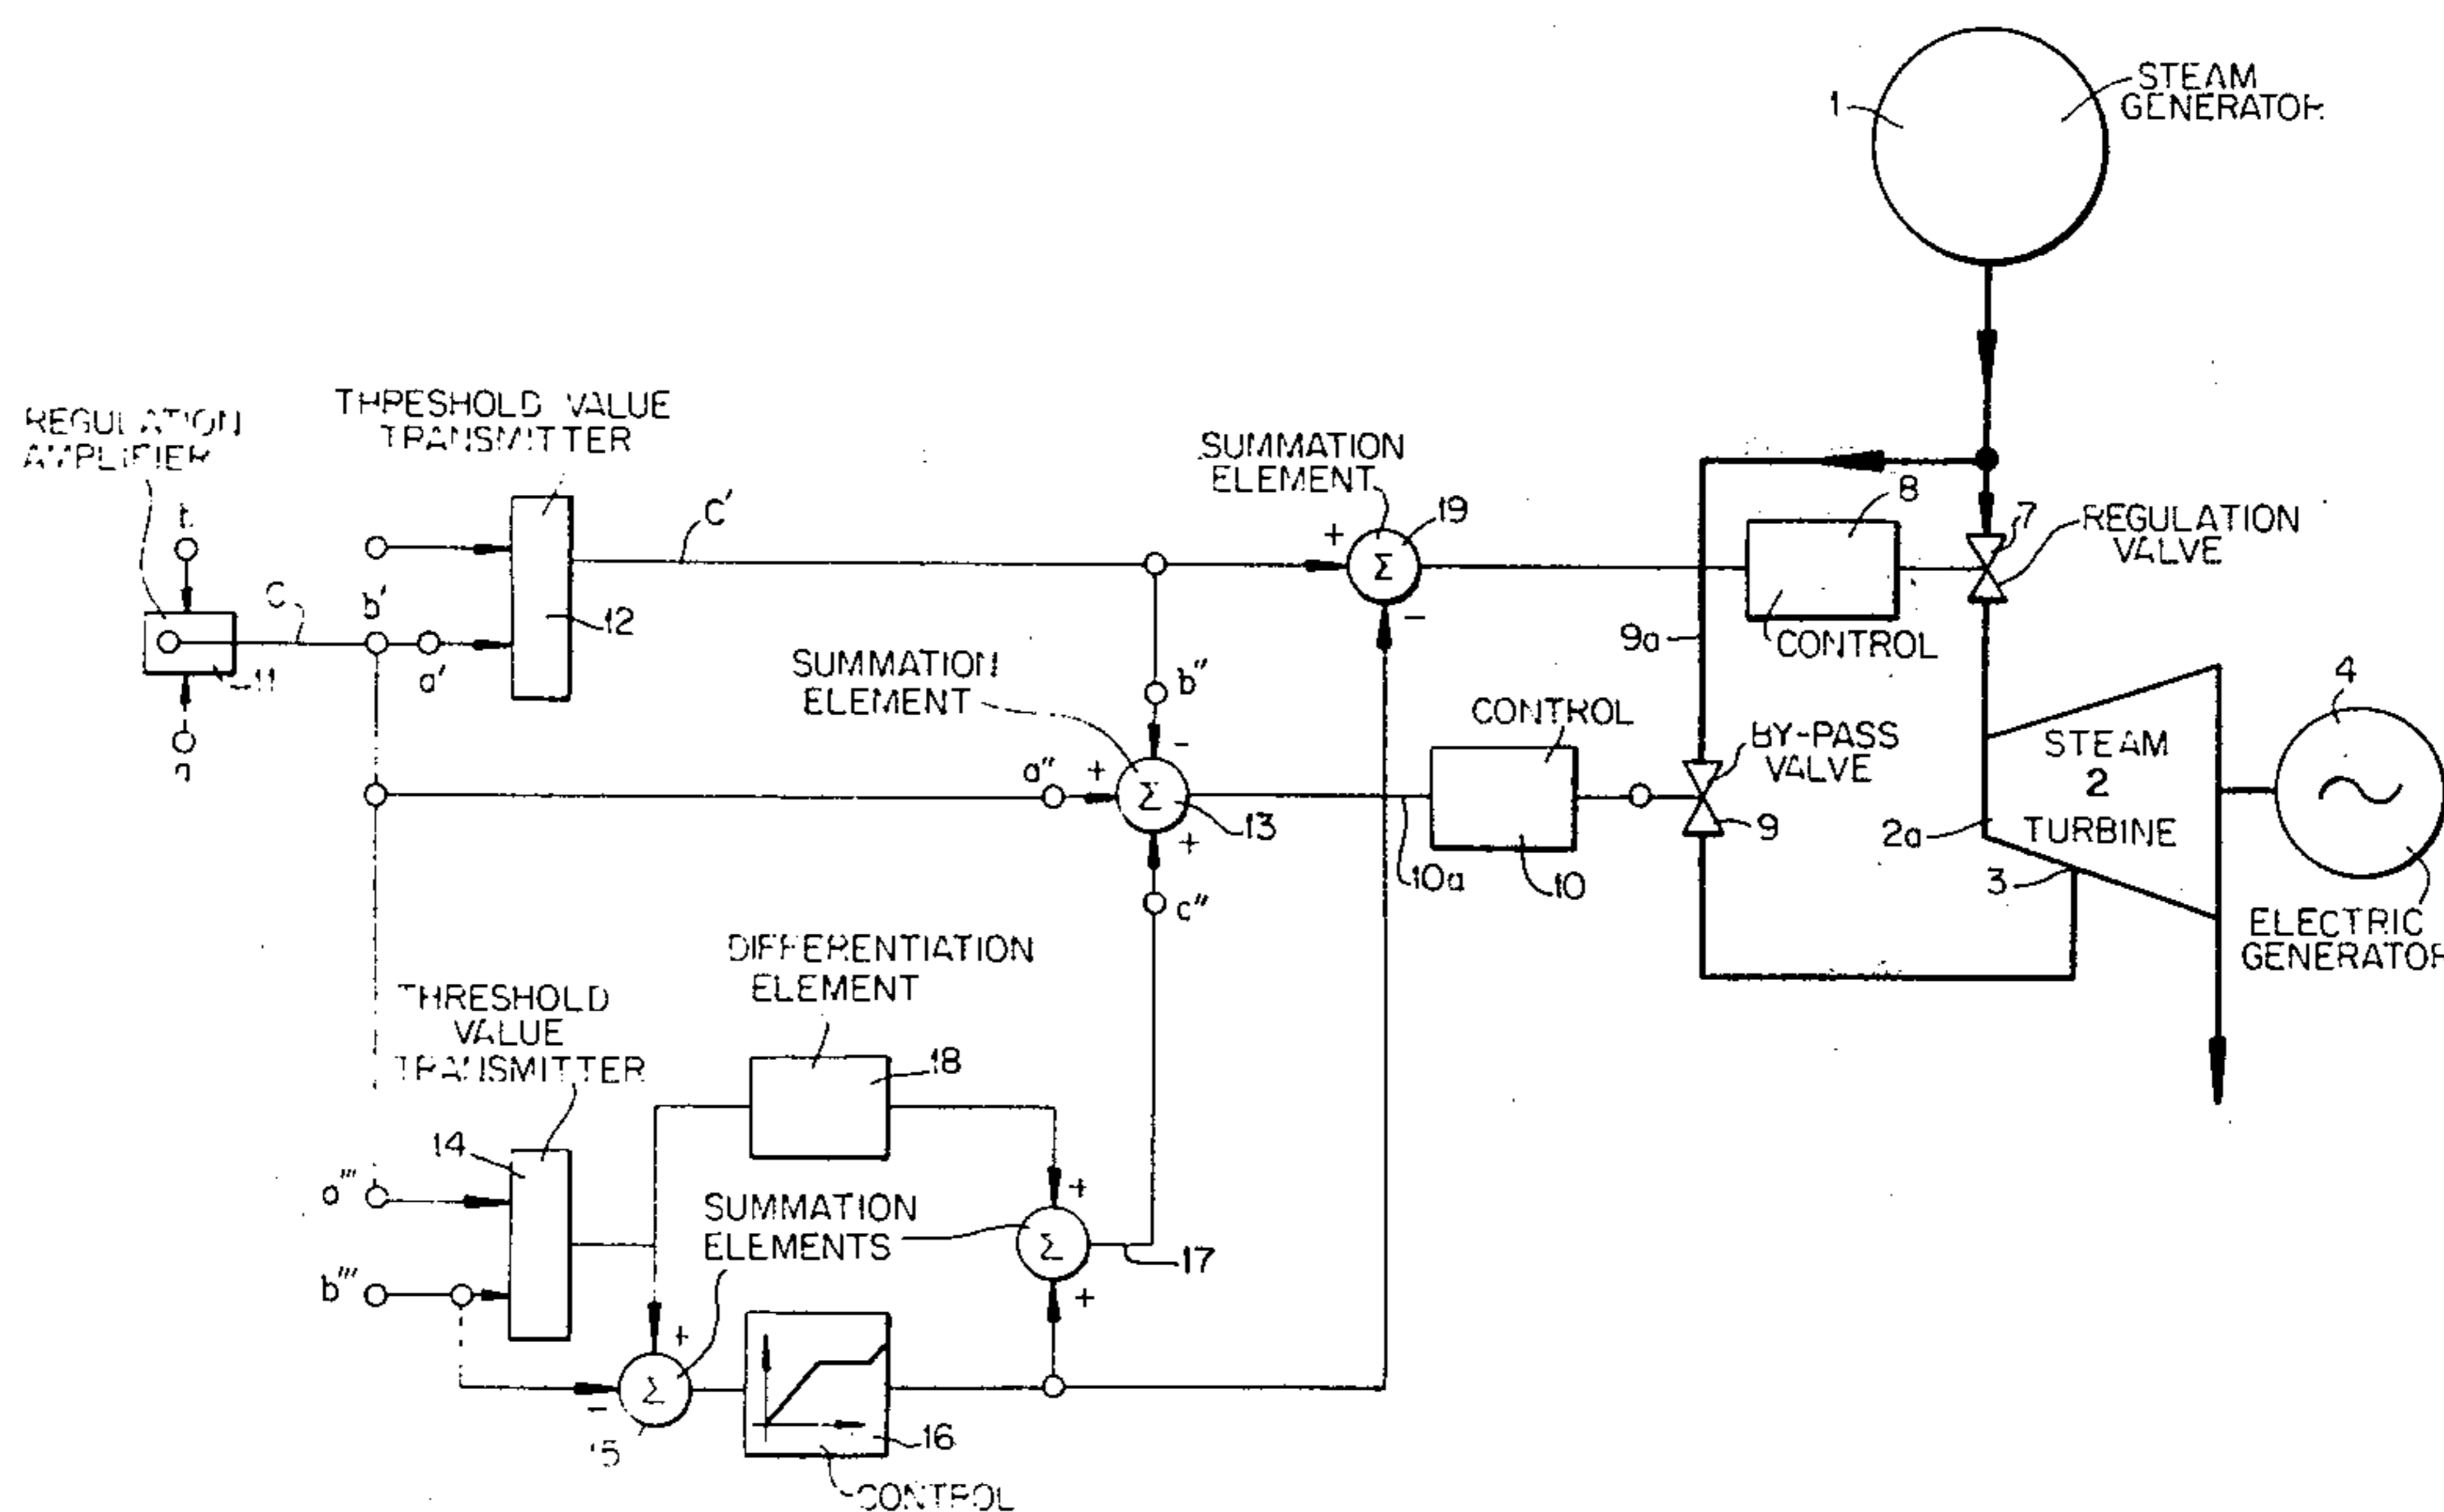 STEAM
GENERATOR
1
THRESHOLD VALUE
TRANSMITTER
REGULATION
AMPLIFIER
SUMMATION
ELEMENT
19
+
Σ
−
8
7
REGULATION
VALVE
CONTROL
C'
C
b'
a'
12
11
9a
SUMMATION
ELEMENT
b''
−
a''
+
Σ
13
+
c''
CONTROL
10a
10
BY-PASS
VALVE
9
STEAM
2
TURBINE
2a
3
4
ELECTRIC
GENERATOR
DIFFERENTIATION
ELEMENT
18
THRESHOLD
VALUE
TRANSMITTER
14
a'''
b'''
SUMMATION
ELEMENTS
+
Σ
+
17
+
Σ
−
15
16
CONTROL